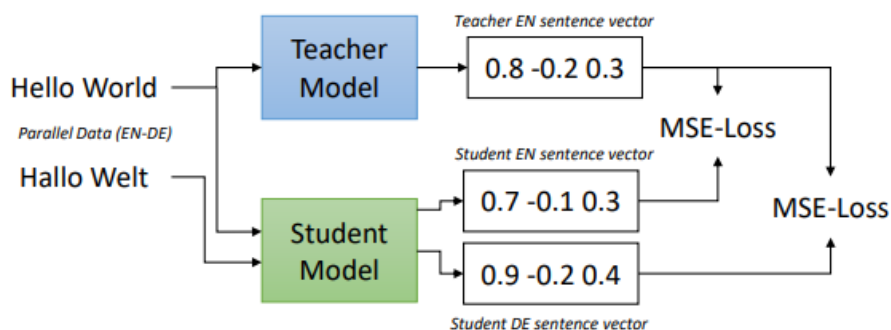 Teacher EN sentence vector
Teacher
Model
0.8 -0.2 0.3
Hello World
Parallel Data (EN-DE)
Hallo Welt
MSE-Loss
Student EN sentence vector
0.7 -0.1 0.3
MSE-Loss
Student
Model
0.9 -0.2 0.4
Student DE sentence vector